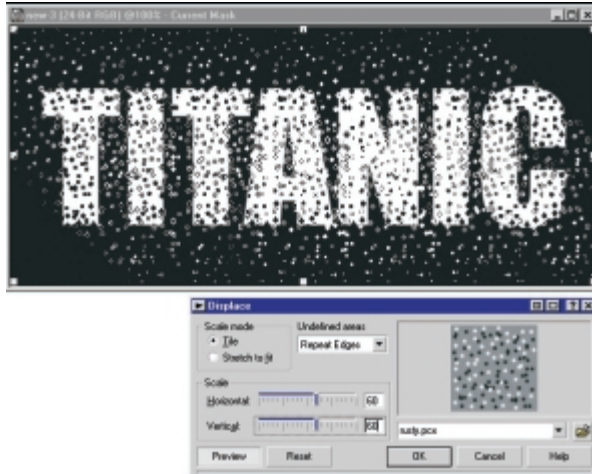 new-3 (24-Bit RGB) @100% - Current Mask
TITANIC
Displace
Scale mode
Tile
Stretch to fit
Undefined areas
Repeat Edges
Scale
Horizontal 60
Vertical 60
rusty.pcx
Preview Reset OK Cancel Help